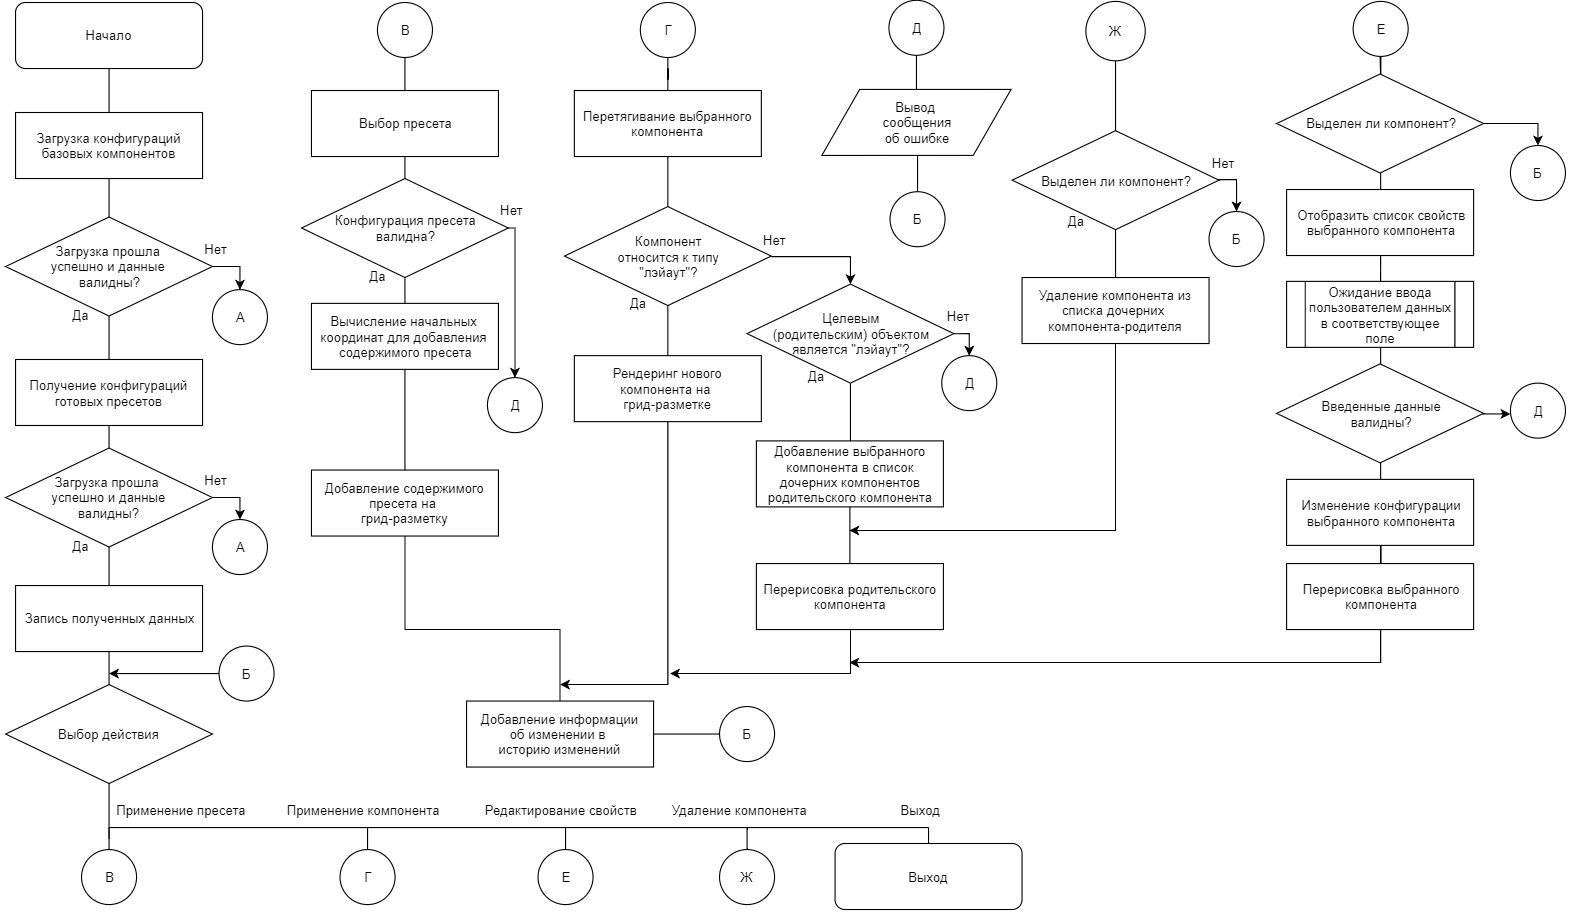 Начало
Загрузка конфигураций
базовых компонентов
Загрузка прошла
успешно и данные
валидны?
Нет
А
Да
Получение конфигураций
готовых пресетов
Загрузка прошла
успешно и данные
валидны?
Нет
А
Да
Запись полученных данных
Б
Выбор действия
Применение пресета
Применение компонента
Редактирование свойств
Удаление компонента
Выход
В
Г
Е
Ж
Выход
В
Выбор пресета
Конфигурация пресета
валидна?
Нет
Да
Вычисление начальных
координат для добавления
содержимого пресета
Д
Добавление содержимого
пресета на
грид-разметку
Добавление информации
об изменении в
историю изменений
Б
Г
Перетягивание выбранного
компонента
Компонент
относится к типу
"лэйаут"?
Нет
Да
Рендеринг нового
компонента на
грид-разметке
Целевым
(родительским) объектом
является "лэйаут"?
Нет
Д
Да
Добавление выбранного
компонента в список
дочерних компонентов
родительского компонента
Перерисовка родительского
компонента
Д
Вывод
сообщения
об ошибке
Б
Ж
Выделен ли компонент?
Нет
Б
Да
Удаление компонента из
списка дочерних
компонента-родителя
Е
Выделен ли компонент?
Б
Отобразить список свойств
выбранного компонента
Ожидание ввода
пользователем данных
в соответствующее
поле
Введенные данные
валидны?
Д
Изменение конфигурации
выбранного компонента
Перерисовка выбранного
компонента